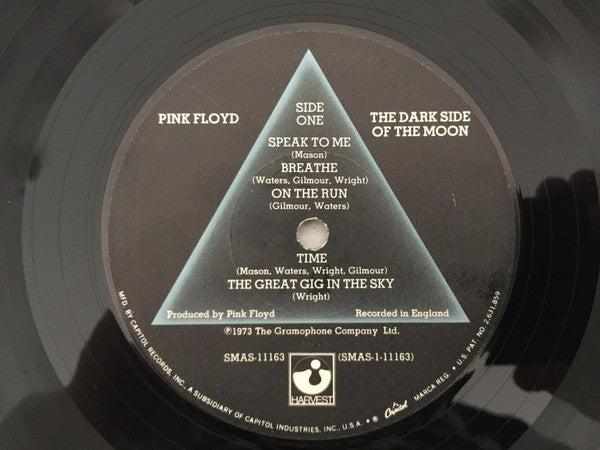 SIDE
ONE
PINK FLOYD
THE DARK SIDE
OF THE MOON
SPEAK TO ME
(Mason)
BREATHE
(Waters, Gilmour, Wright)
ON THE RUN
(Gilmour, Waters)
TIME
(Mason, Waters, Wright, Gilmour)
THE GREAT GIG IN THE SKY
(Wright)
Produced by Pink Floyd
Recorded in England
℗1973 The Gramophone Company Ltd.
SMAS-11163
(SMAS-1-11163)
HARVEST
MFD. BY CAPITOL RECORDS, INC., A SUBSIDIARY OF CAPITOL INDUSTRIES, INC., U.S.A. • ® Capitol MARCA REG. • U.S. PAT. NO. 2,631,859